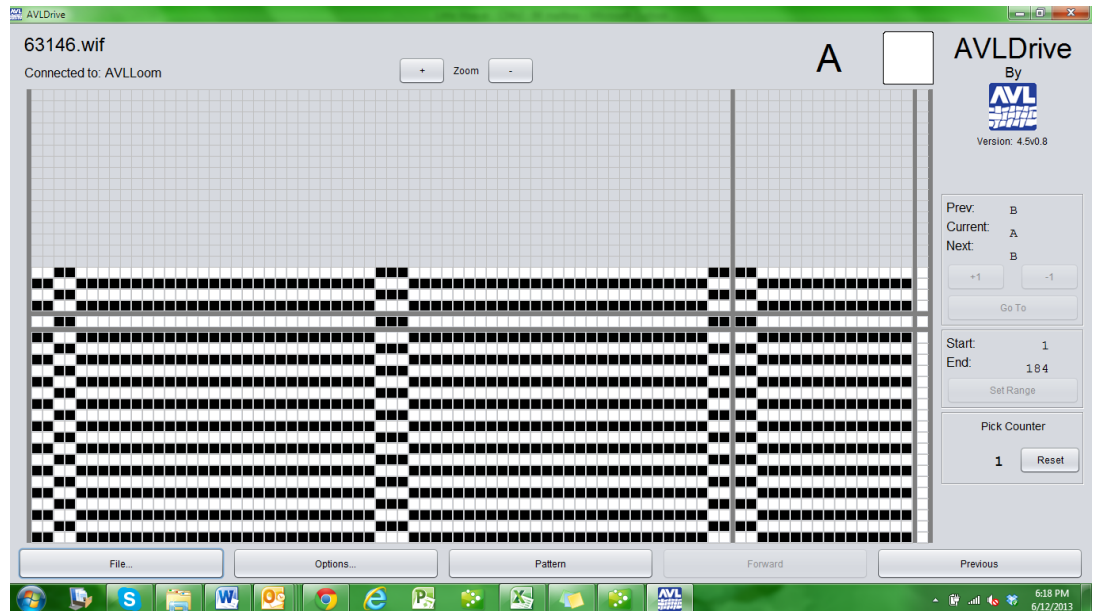 AVLDrive
63146.wif
Connected to: AVLLoom
+ Zoom -
A
AVLDrive
By
AVL
Version: 4.5v0.8
Prev: B
Current: A
Next: B
+1 -1
Go To
Start: 1
End: 184
Set Range
Pick Counter
1 Reset
File... Options... Pattern Forward Previous
S W P AVL
6:18 PM
6/12/2013